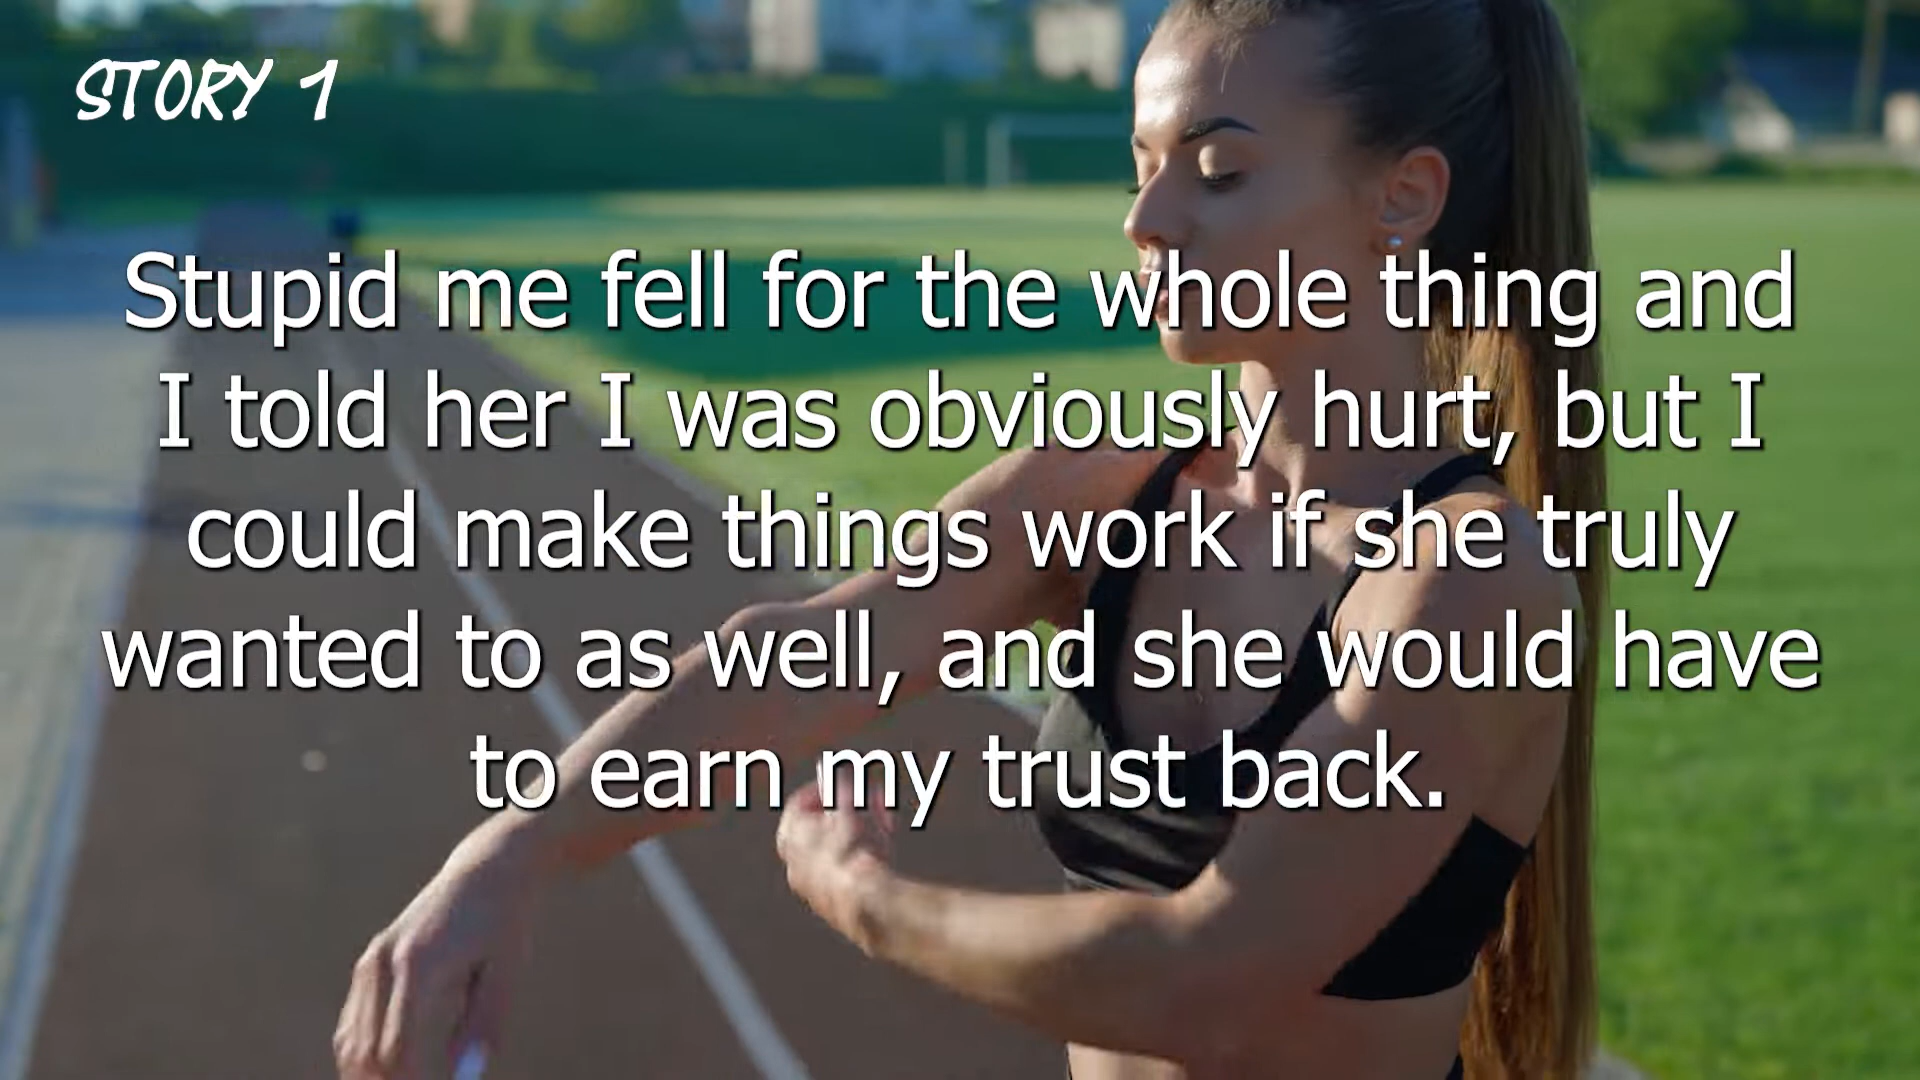 STORY 1
Stupid me fell for the whole thing and
I told her I was obviously hurt, but I
could make things work if she truly
wanted to as well, and she would have
to earn my trust back.